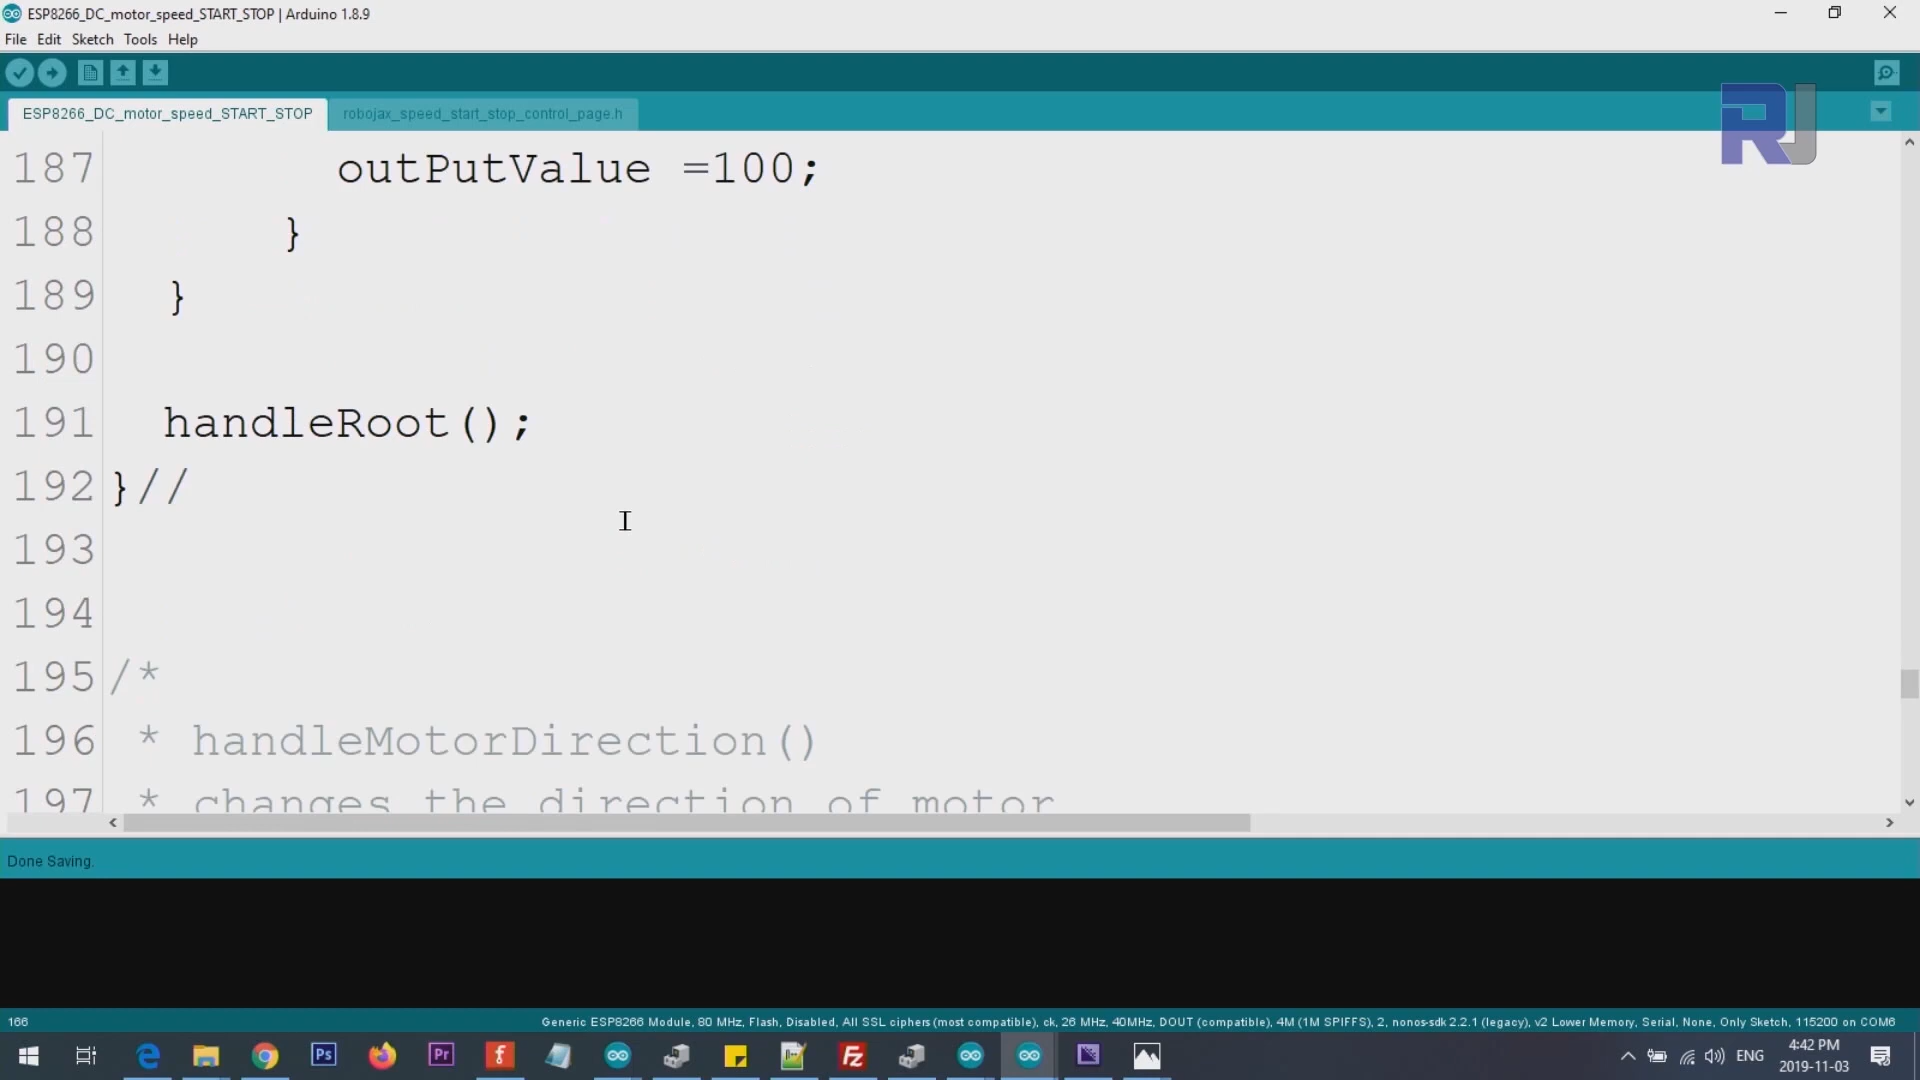 ESP8266_DC_motor_speed_START_STOP | Arduino 1.8.9
File Edit Sketch Tools Help
ESP8266_DC_motor_speed_START_STOP robojax_speed_start_stop_control_page.h
RJ
187 outPutValue =100;
188 }
189 }
190
191 handleRoot();
192 }//
193
194
195 /*
196 * handleMotorDirection()
197 * changes the direction of motor
Done Saving.
166 Generic ESP8266 Module, 80 MHz, Flash, Disabled, All SSL ciphers (most compatible), ck, 26 MHz, 40MHz, DOUT (compatible), 4M (1M SPIFFS), 2, nonos-sdk 2.2.1 (legacy), v2 Lower Memory, Serial, None, Only Sketch, 115200 on COM6
Ps Pr f Fz ENG 4:42 PM
2019-11-03